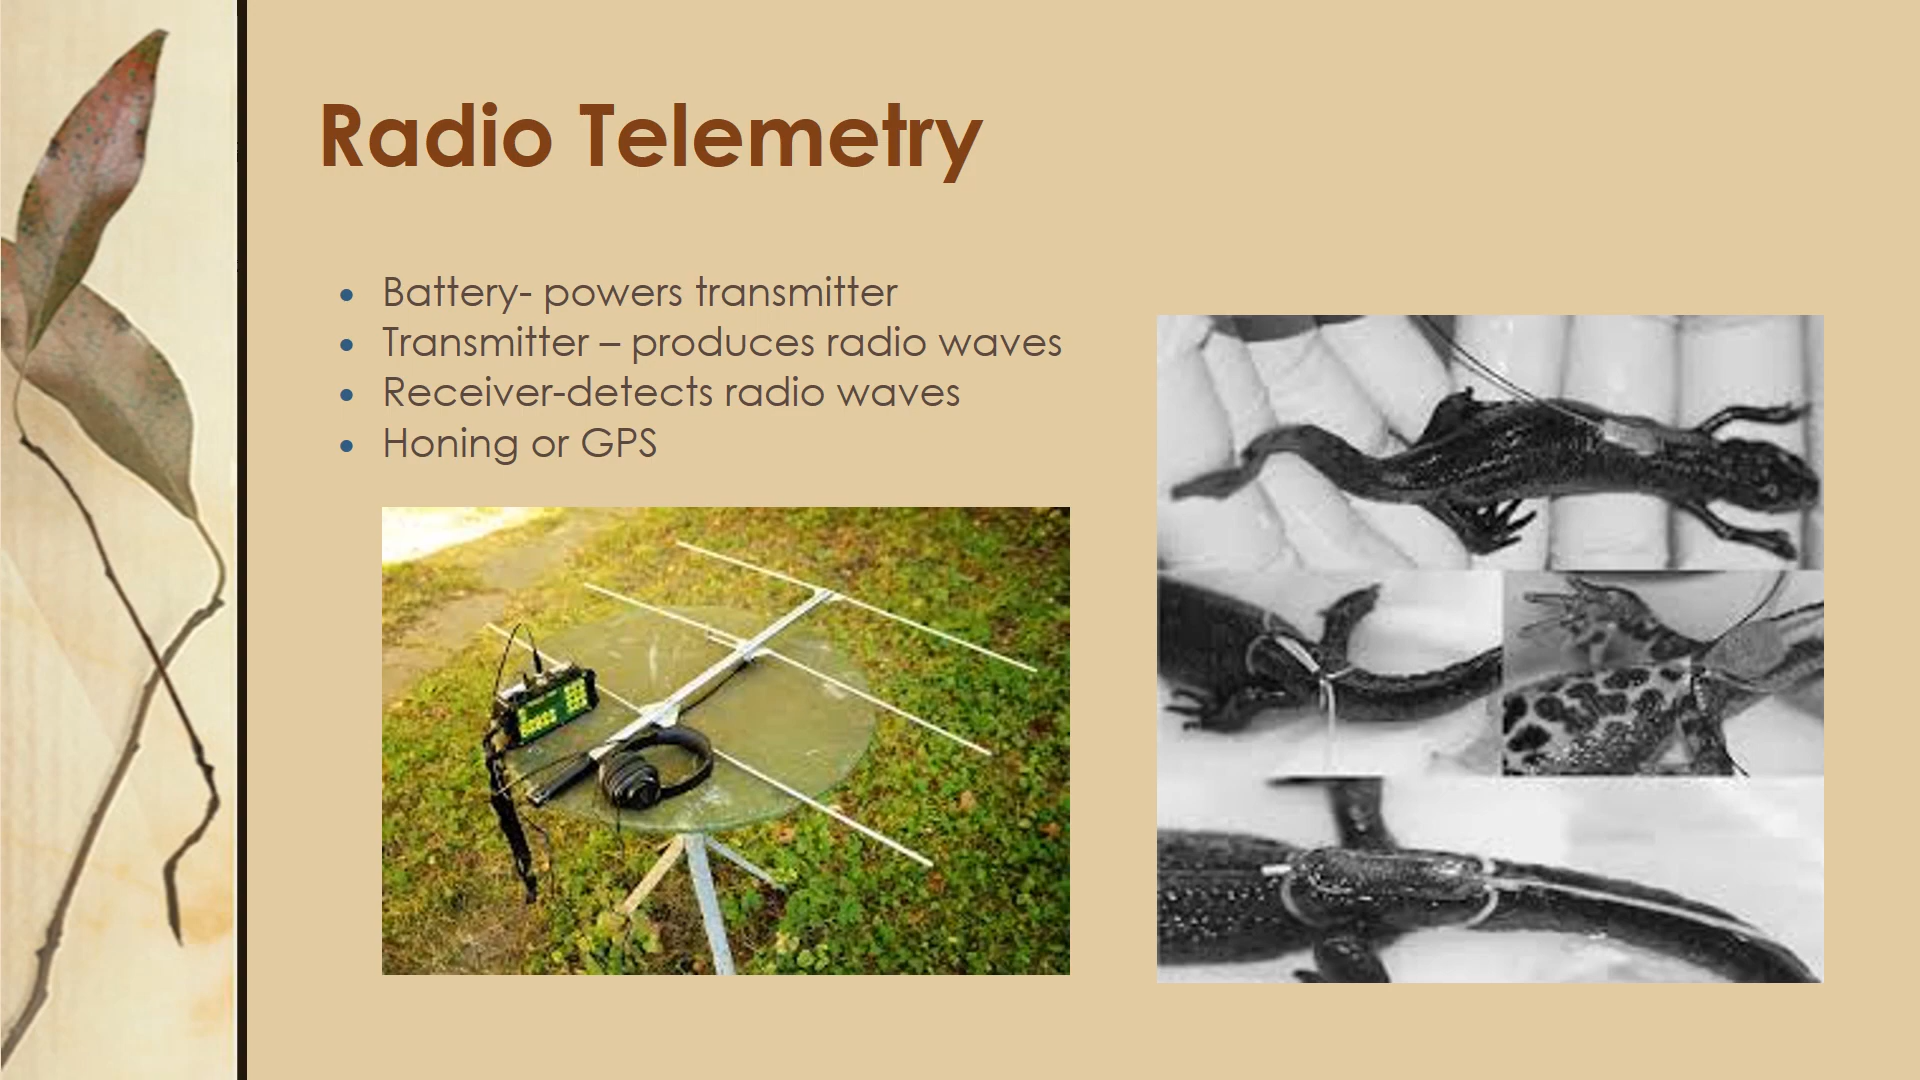 Radio Telemetry
Battery- powers transmitter
Transmitter – produces radio waves
Receiver-detects radio waves
Honing or GPS